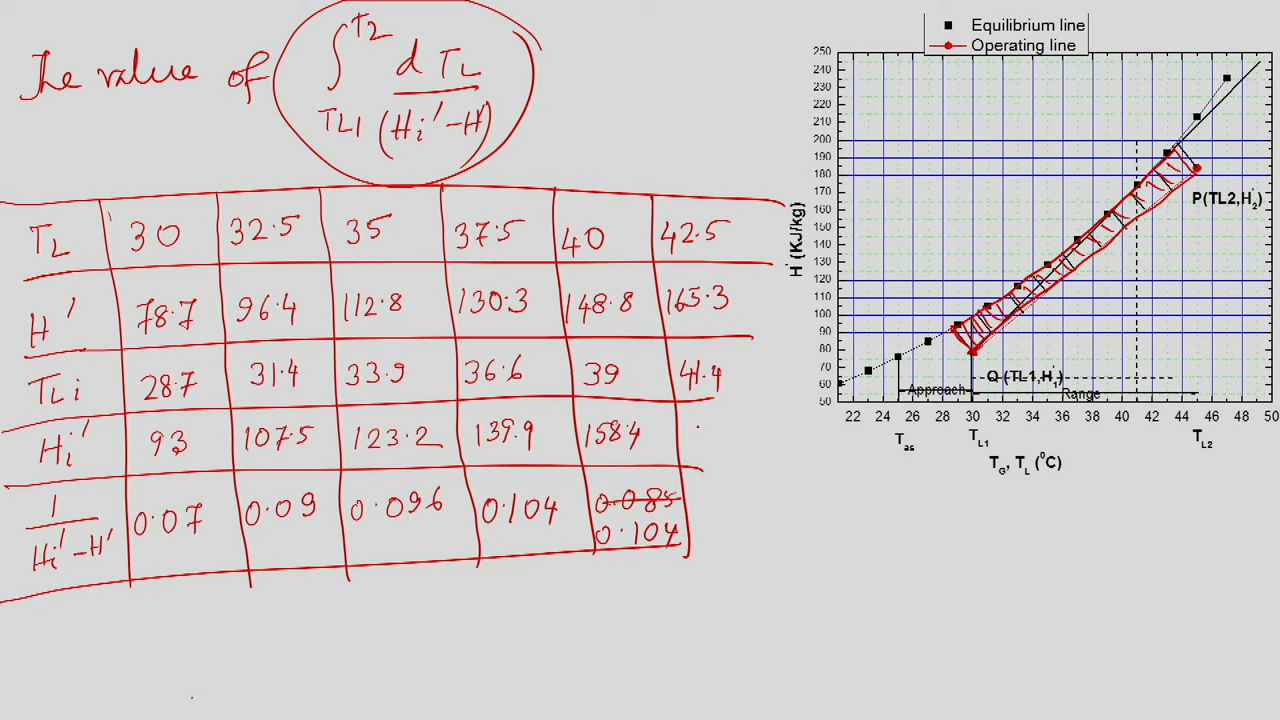 The value of ∫ T2 TL1 dTL / (Hi' - H')
TL 30 32.5 35 37.5 40 42.5
H' 78.7 96.4 112.8 130.3 148.8 165.3
TLi 28.7 31.4 33.9 36.6 39 41.4
Hi' 93 107.5 123.2 139.9 158.4
1 / Hi' - H' 0.07 0.09 0.096 0.104 0.085
0.104
Equilibrium line
Operating line
250
240
230
220
210
200
190
180
170
160
150
140
130
120
110
100
90
80
70
60
50
H' (KJ/kg)
P(TL2,H'2)
Q (TL1,H'1)
Approach
Range
22 24 26 28 30 32 34 36 38 40 42 44 46 48 50
Tas TL1 TL2
TG, TL (0C)